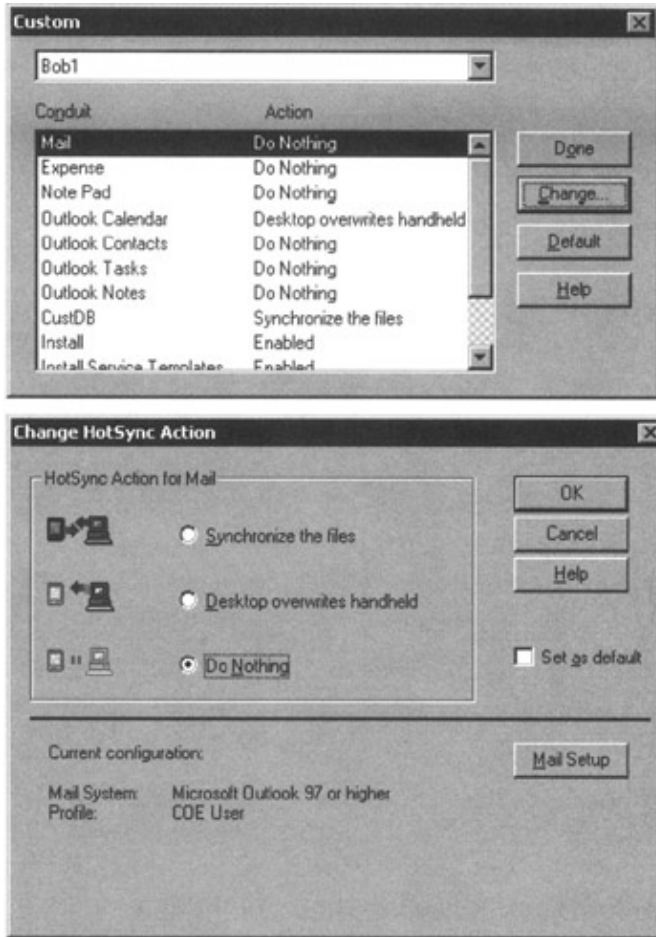 Custom
Bob1
Conduit Action
Mail Do Nothing
Expense Do Nothing
Note Pad Do Nothing
Outlook Calendar Desktop overwrites handheld
Outlook Contacts Do Nothing
Outlook Tasks Do Nothing
Outlook Notes Do Nothing
CustDB Synchronize the files
Install Enabled
Install Service Templates Enabled
Done
Change...
Default
Help
Change HotSync Action
HotSync Action for Mail
Synchronize the files
Desktop overwrites handheld
Do Nothing
OK
Cancel
Help
Set as default
Current configuration:
Mail System: Microsoft Outlook 97 or higher
Profile: COE User
Mail Setup